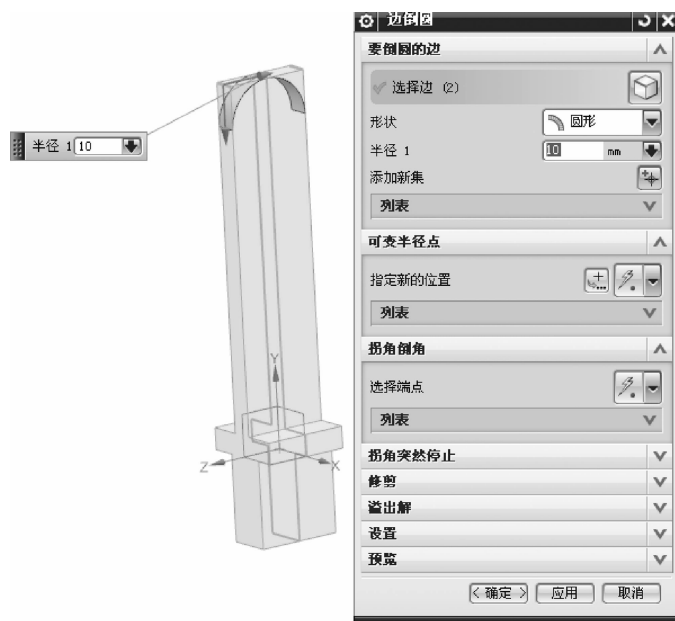 边倒圆
要倒圆的边
选择边 (2)
形状 圆形
半径 1 10 mm
添加新集
列表
可变半径点
指定新的位置
列表
拐角倒角
选择端点
列表
拐角突然停止
修剪
溢出解
设置
预览
<确定> 应用 取消
半径 1 10
Y
Z
X